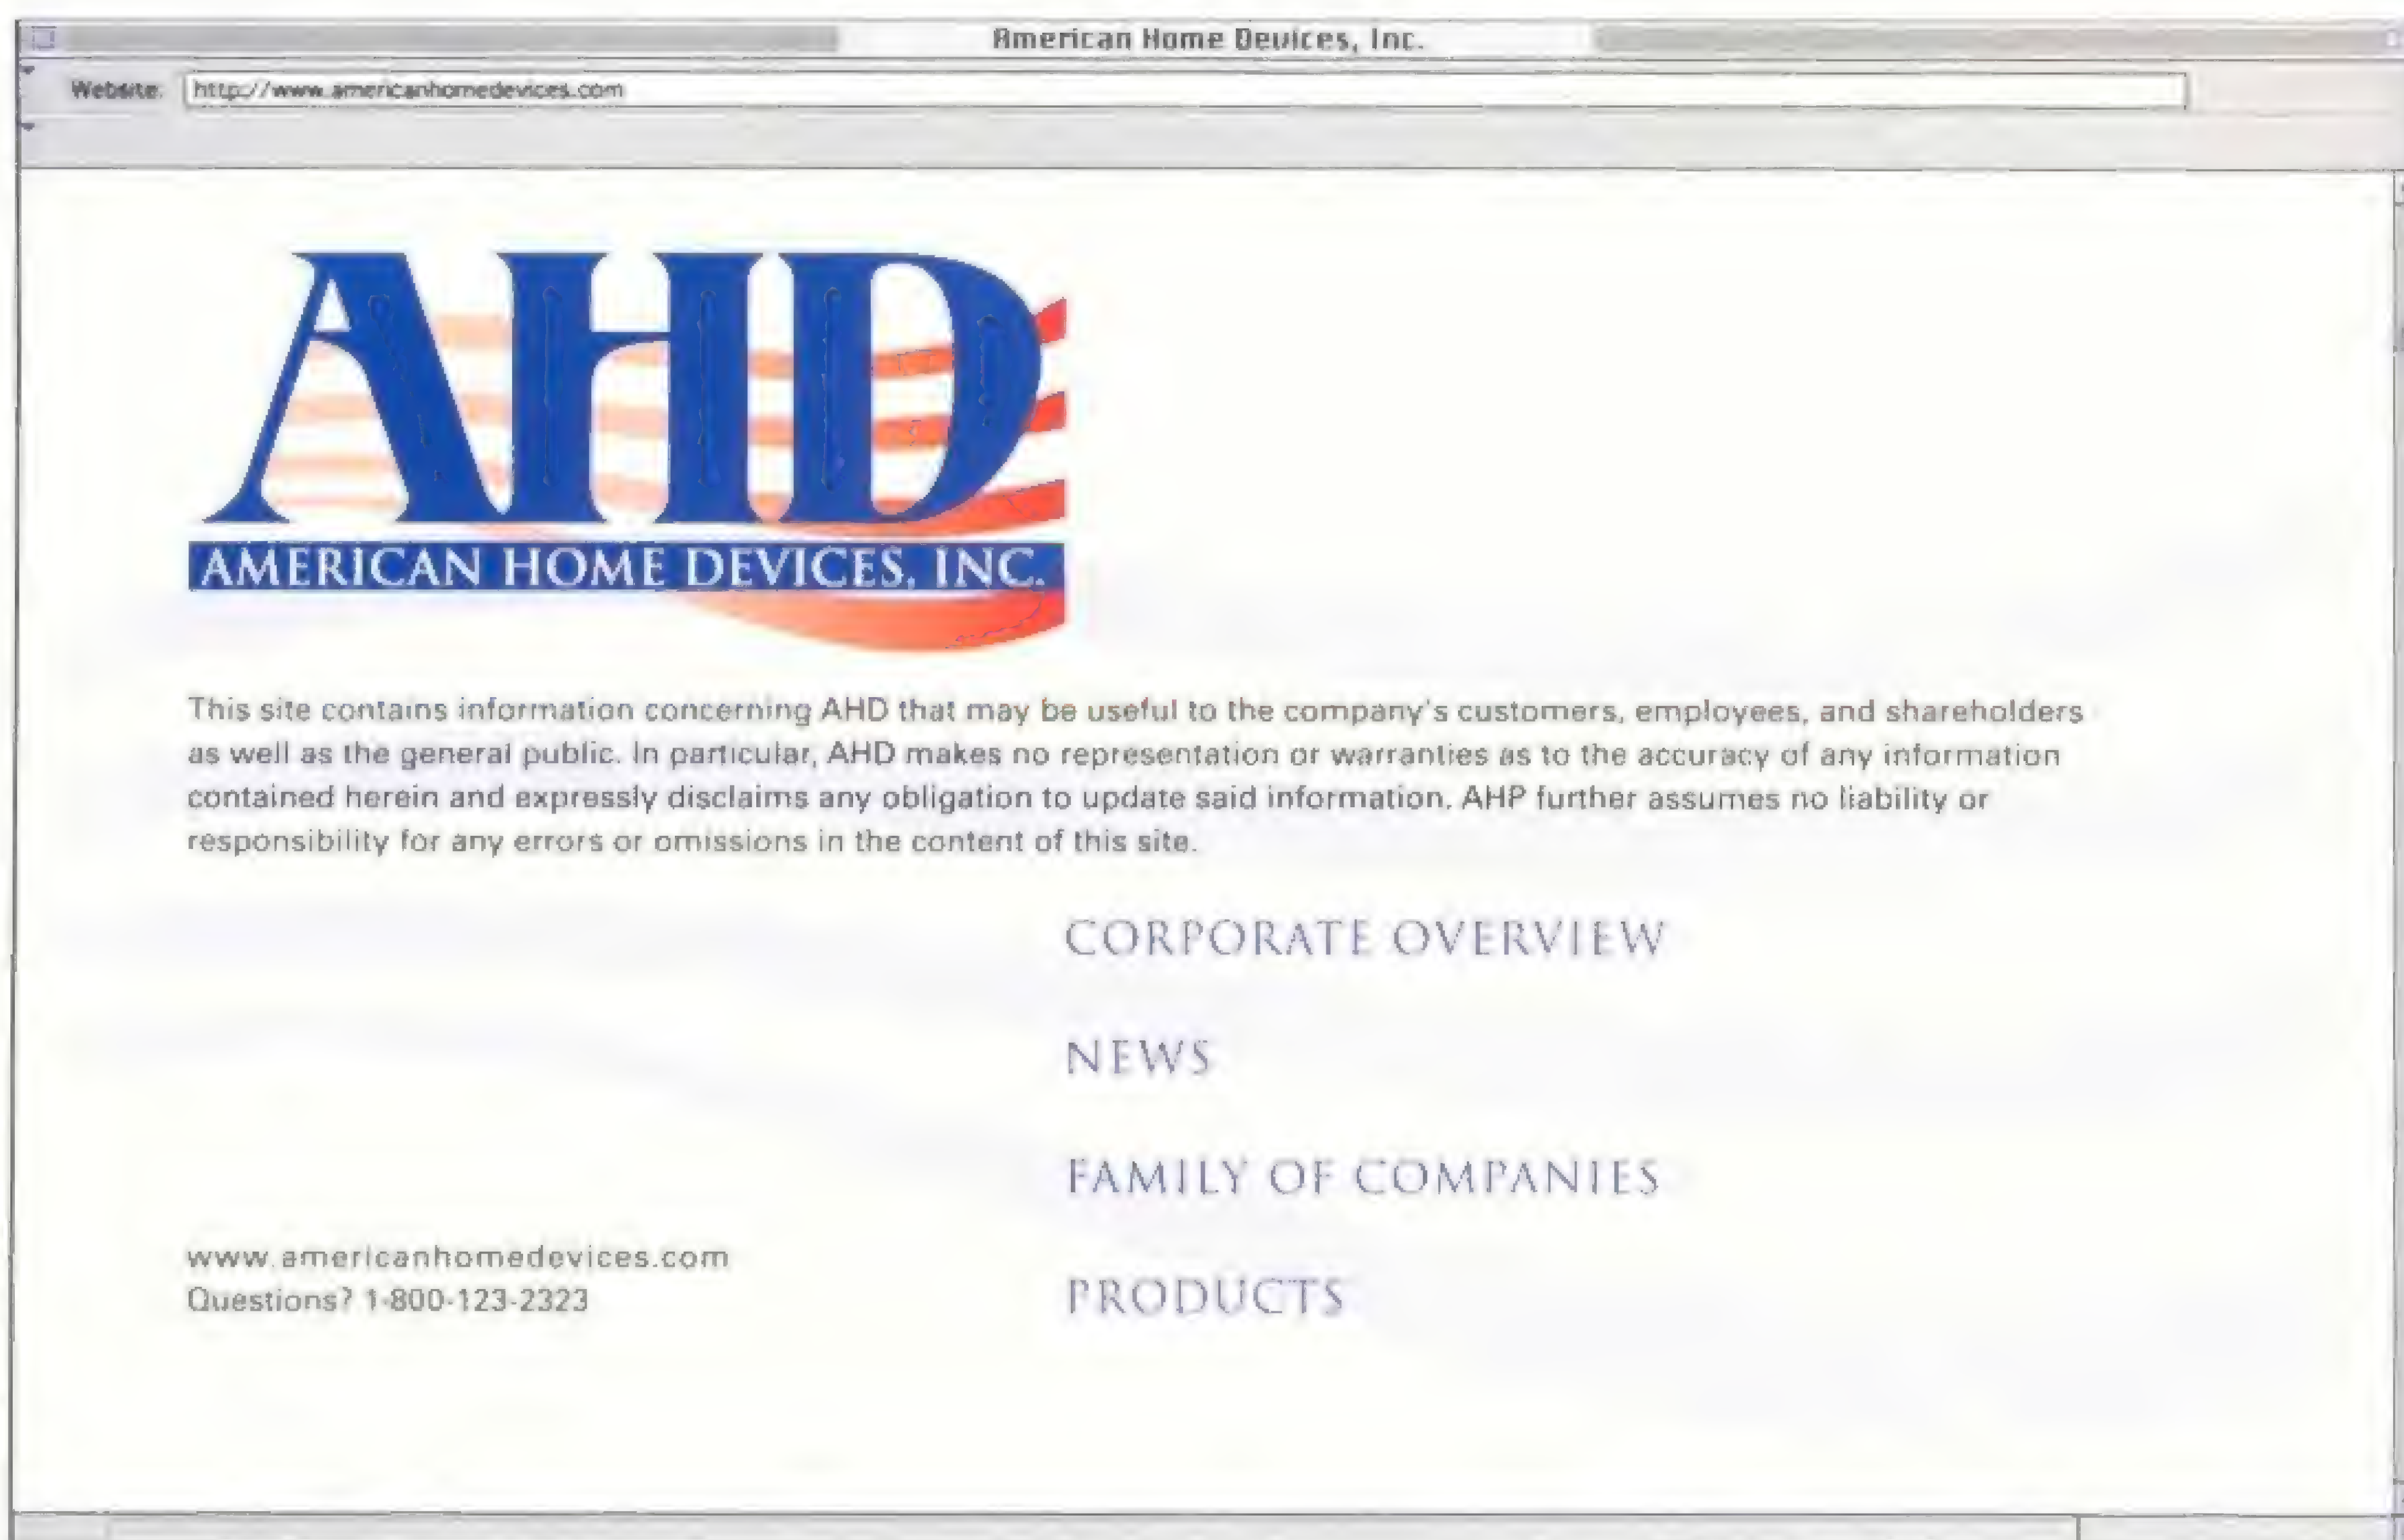 American Home Devices, Inc.
Website: http://www.americanhomedevices.com
AHD
AMERICAN HOME DEVICES, INC.
This site contains information concerning AHD that may be useful to the company's customers, employees, and shareholders
as well as the general public. In particular, AHD makes no representation or warranties as to the accuracy of any information
contained herein and expressly disclaims any obligation to update said information. AHP further assumes no liability or
responsibility for any errors or omissions in the content of this site.
CORPORATE OVERVIEW
NEWS
FAMILY OF COMPANIES
www.americanhomedevices.com
Questions? 1-800-123-2323
PRODUCTS